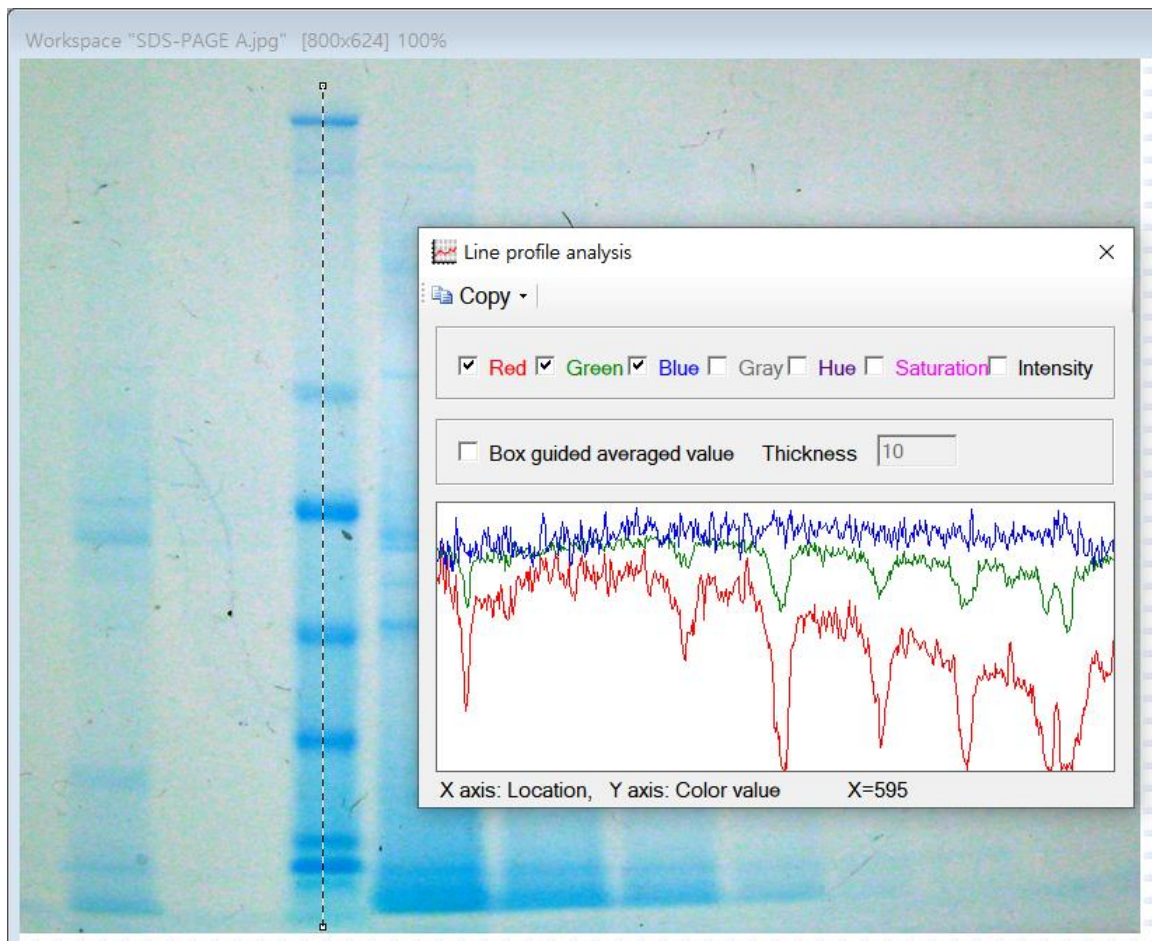 Workspace "SDS-PAGE A.jpg" [800x624] 100%
Line profile analysis
Copy
Red Green Blue Gray Hue Saturation Intensity
Box guided averaged value Thickness 10
X axis: Location, Y axis: Color value X=595